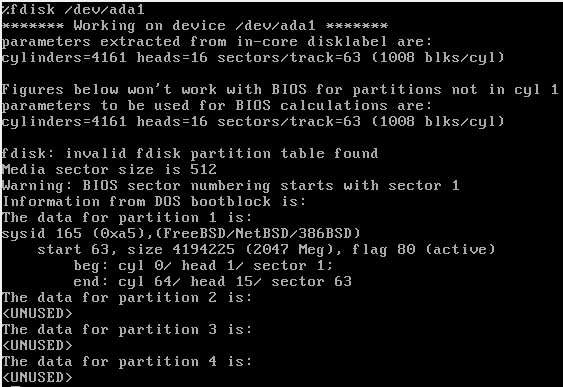 %fdisk /dev/ada1
******* Working on device /dev/ada1 *******
parameters extracted from in-core disklabel are:
cylinders=4161 heads=16 sectors/track=63 (1008 blks/cyl)
Figures below won't work with BIOS for partitions not in cyl 1
parameters to be used for BIOS calculations are:
cylinders=4161 heads=16 sectors/track=63 (1008 blks/cyl)
fdisk: invalid fdisk partition table found
Media sector size is 512
Warning: BIOS sector numbering starts with sector 1
Information from DOS bootblock is:
The data for partition 1 is:
sysid 165 (0xa5),(FreeBSD/NetBSD/386BSD)
    start 63, size 4194225 (2047 Meg), flag 80 (active)
        beg: cyl 0/ head 1/ sector 1;
        end: cyl 64/ head 15/ sector 63
The data for partition 2 is:
<UNUSED>
The data for partition 3 is:
<UNUSED>
The data for partition 4 is:
<UNUSED>